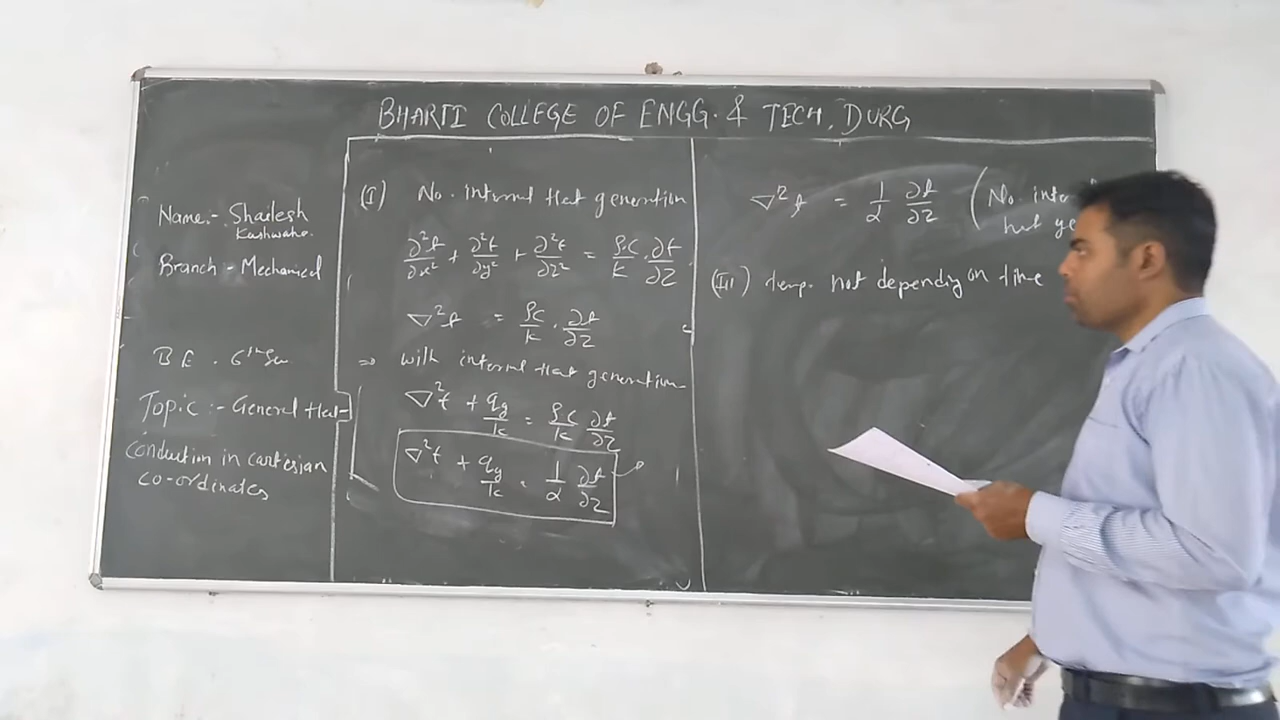 BHARTI COLLEGE OF ENGG. & TECH, DURG
Name:- Shailesh
Kushwaha.
Branch - Mechanical
B E . 6th Sem
Topic :- General Heat
conduction in cartesian
co-ordinates
(I) No. internal Heat generation
∂²t/∂x² + ∂²t/∂y² + ∂²t/∂z² = ρ.c/k . ∂t/∂τ
∇²t = ρc/k . ∂t/∂τ
⇒ with internal Heat generation
∇²t + qg/k = ρc/k ∂t/∂τ
∇²t + qg/k = 1/α ∂t/∂τ
∇²t = 1/α ∂t/∂τ (No.
heat
(III) temp. not depending on time